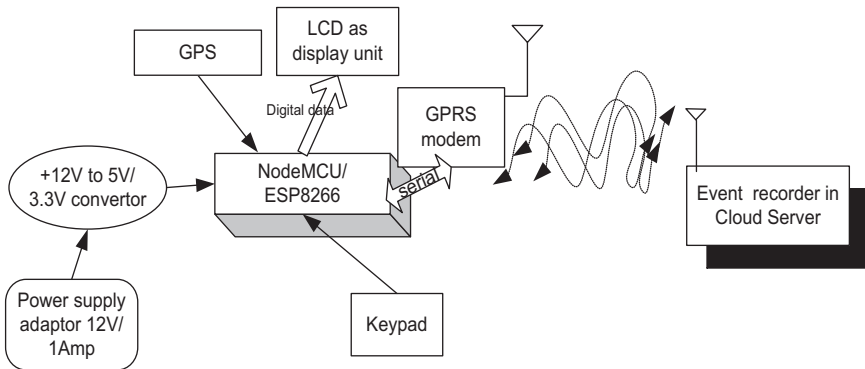 GPS
LCD as
display unit
Digital data
GPRS
modem
+12V to 5V/
3.3V convertor
NodeMCU/
ESP8266
serial
Event recorder in
Cloud Server
Power supply
adaptor 12V/
1Amp
Keypad